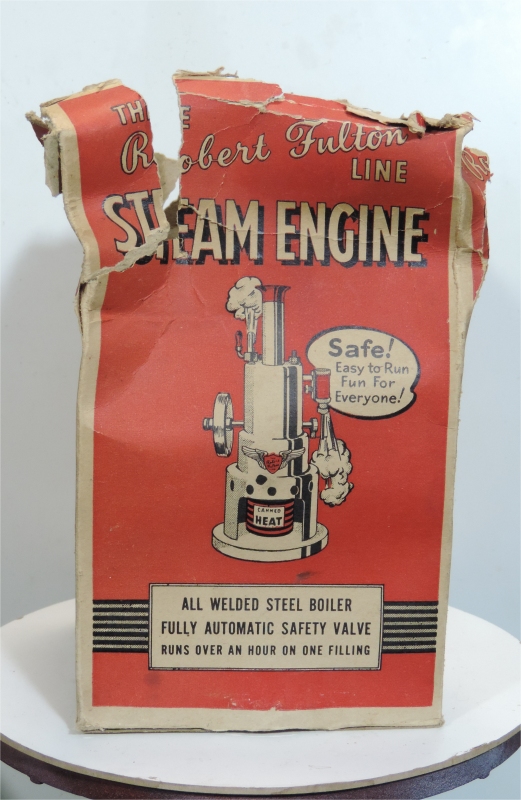 THE
Robert Fulton
LINE
STEAM ENGINE
Safe!
Easy to Run
Fun For
Everyone!
CANNED
HEAT
ALL WELDED STEEL BOILER
FULLY AUTOMATIC SAFETY VALVE
RUNS OVER AN HOUR ON ONE FILLING